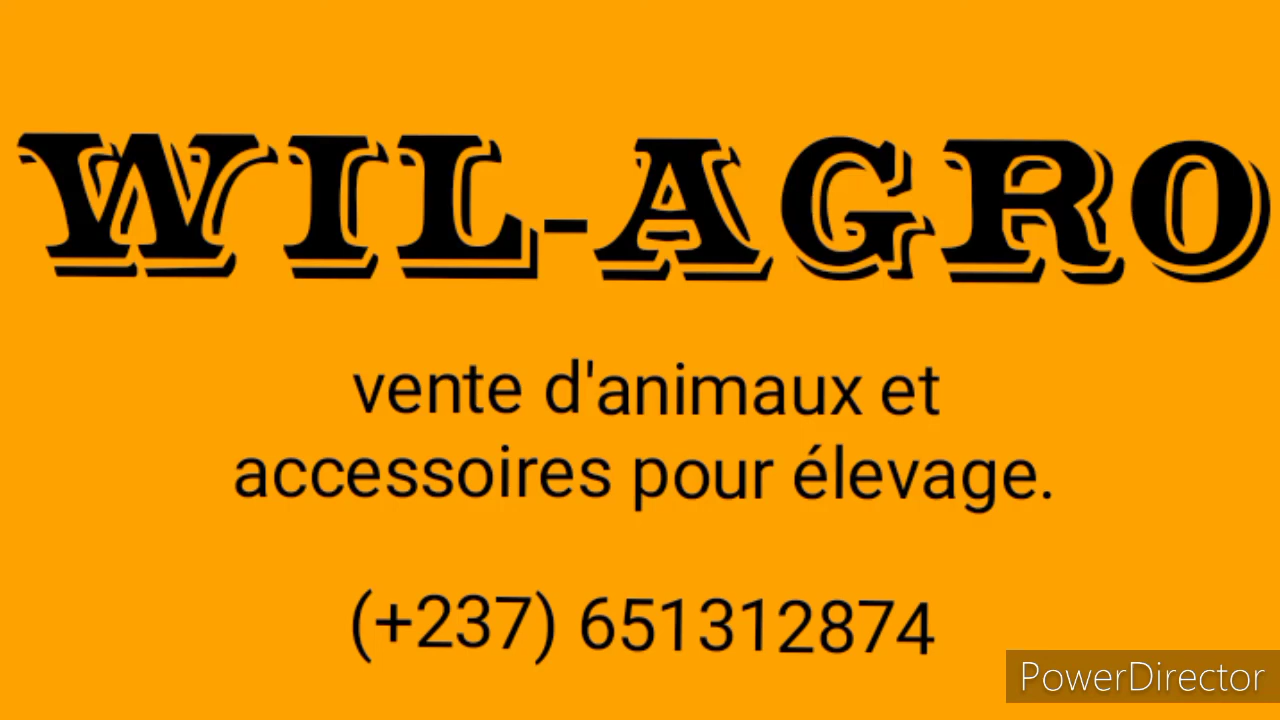 WIL-AGRO
vente d'animaux et
accessoires pour élevage.
(+237) 651312874
PowerDirector